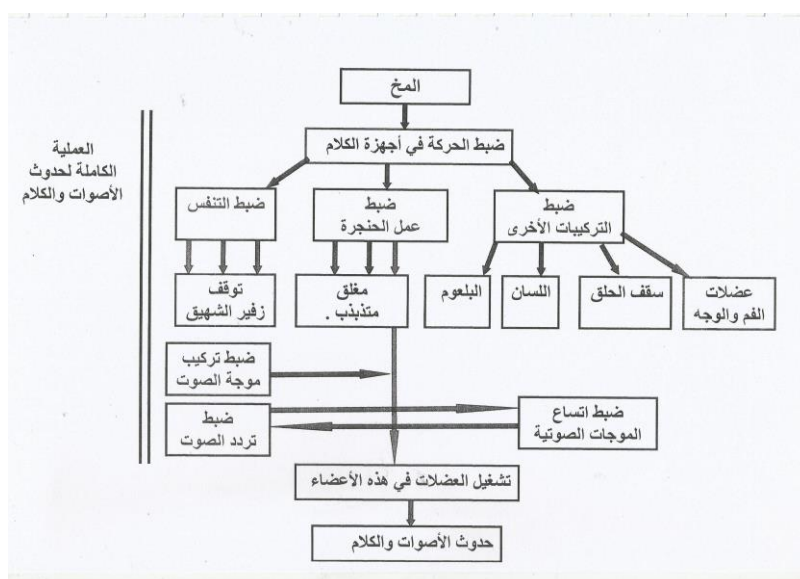 المخ
ضبط الحركة في أجهزة الكلام
العملية
الكاملة لحدوث
الأصوات والكلام
ضبط
التركيبات الأخرى
ضبط
عمل الحنجرة
ضبط التنفس
عضلات
الفم والوجه
سقف الحلق
اللسان
البلعوم
مغلق
متذبذب .
توقف
زفير الشهيق
ضبط تركيب
موجة الصوت
ضبط اتساع
الموجات الصوتية
ضبط
تردد الصوت
تشغيل العضلات في هذه الأعضاء
حدوث الأصوات والكلام